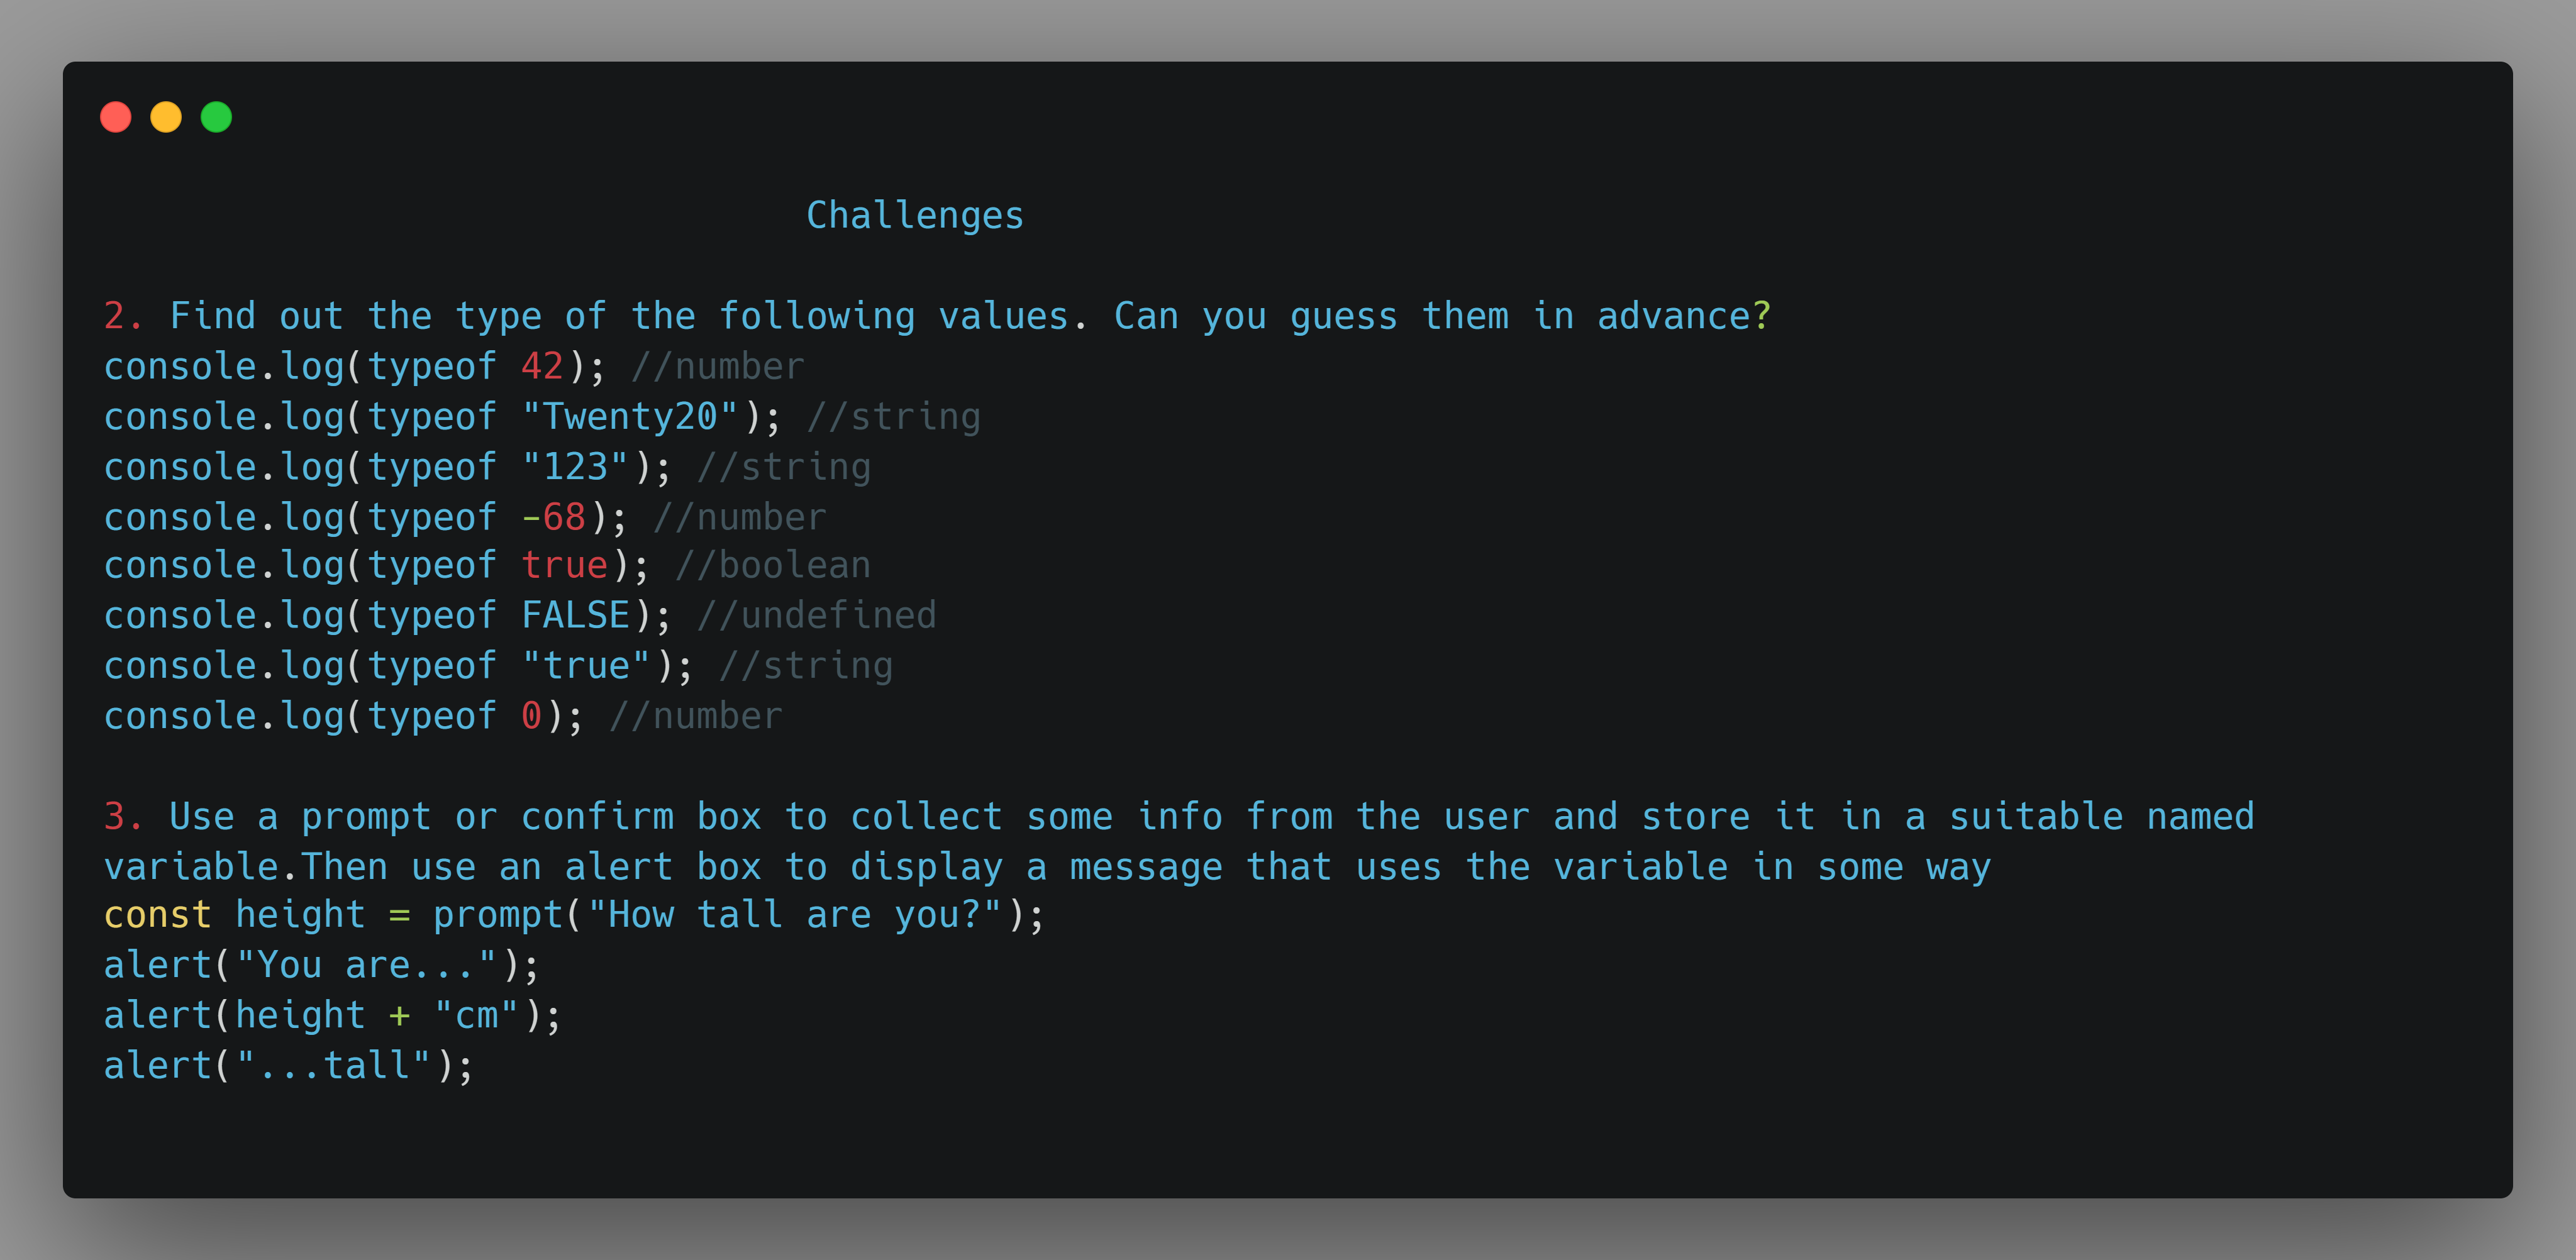 Challenges
2. Find out the type of the following values. Can you guess them in advance?
console.log(typeof 42); //number
console.log(typeof "Twenty20"); //string
console.log(typeof "123"); //string
console.log(typeof -68); //number
console.log(typeof true); //boolean
console.log(typeof FALSE); //undefined
console.log(typeof "true"); //string
console.log(typeof 0); //number
3. Use a prompt or confirm box to collect some info from the user and store it in a suitable named
variable.Then use an alert box to display a message that uses the variable in some way
const height = prompt("How tall are you?");
alert("You are...");
alert(height + "cm");
alert("...tall");